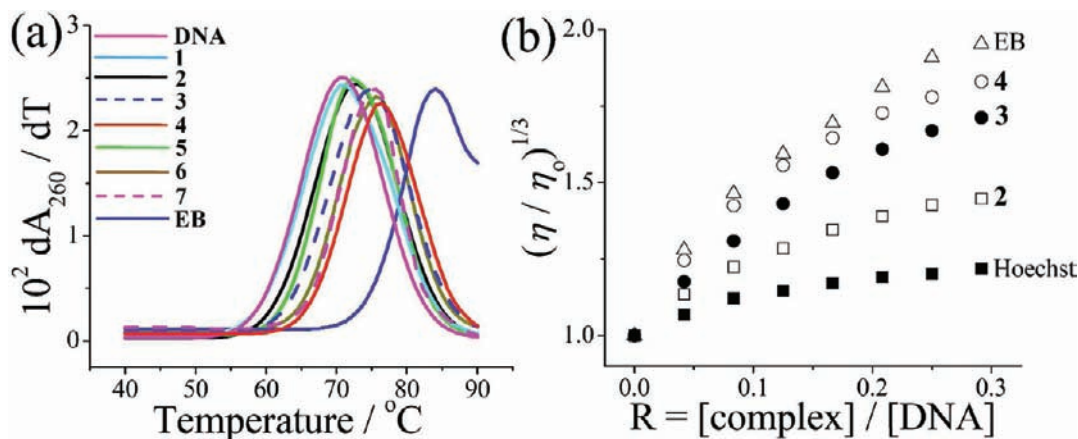 (a)
DNA
1
2
3
4
5
6
7
EB
3
2
1
0
10² dA₂₆₀ / dT
40 50 60 70 80 90
Temperature / °C
(b)
EB
4
3
2
Hoechst
2.0
1.5
1.0
(η / η₀)¹/³
0.0 0.1 0.2 0.3
R = [complex] / [DNA]